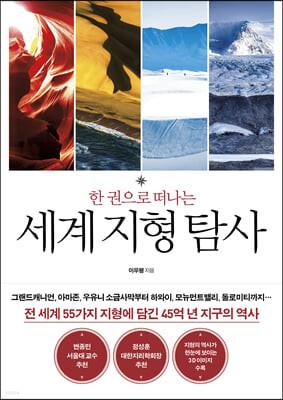 한 권으로 떠나는
세계 지형 탐사
이우평 지음
그랜드캐니언, 아마존, 우유니 소금사막부터 하와이, 모뉴먼트밸리, 돌로미티까지…
전 세계 55가지 지형에 담긴 45억 년 지구의 역사
변종민
서울대 교수
추천
정성훈
대한지리학회장
추천
지형의 역사가
한눈에 보이는
3D 이미지
수록